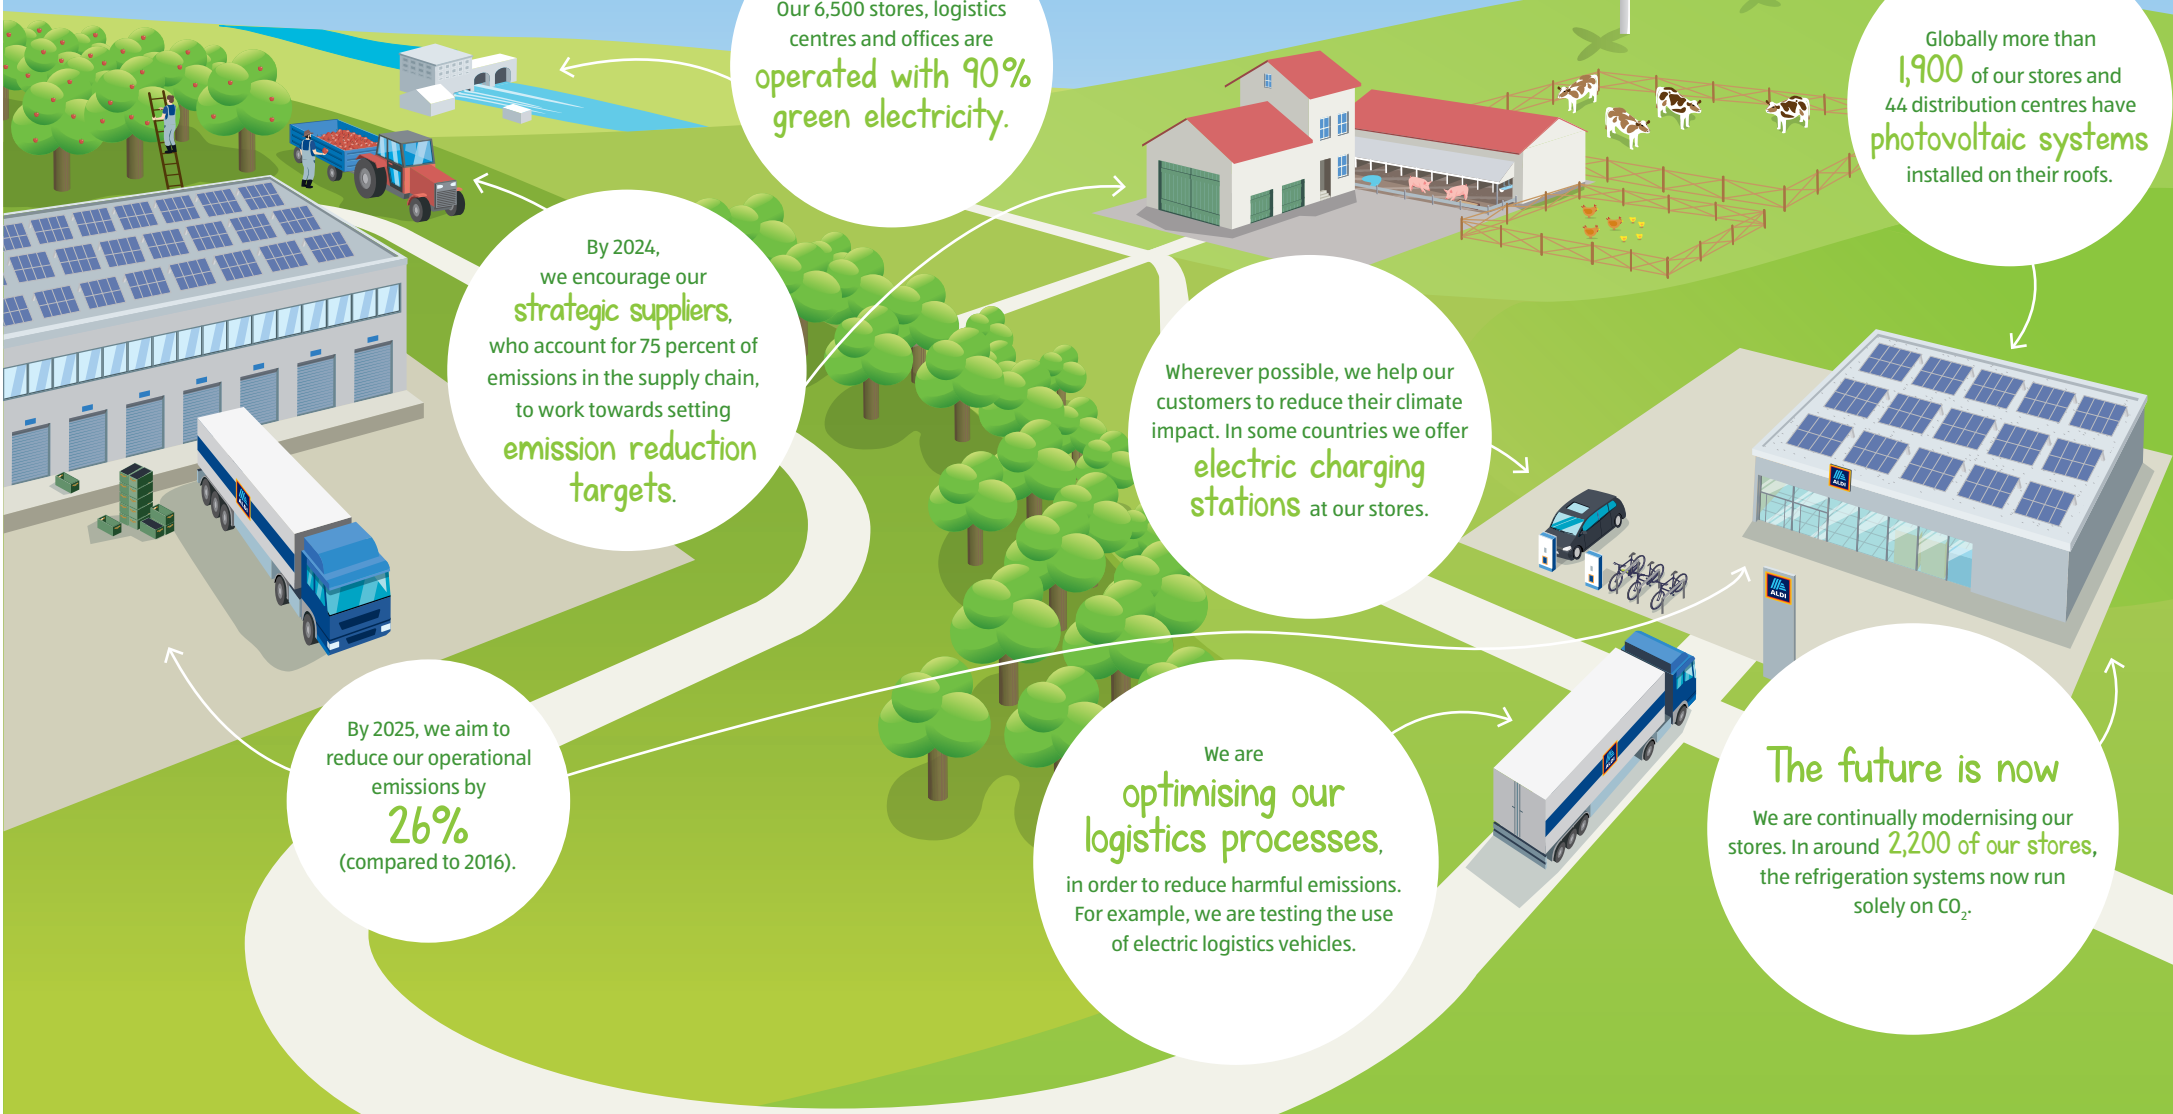 Our 6,500 stores, logistics
centres and offices are
operated with 90%
green electricity.
Globally more than
1,900 of our stores and
44 distribution centres have
photovoltaic systems
installed on their roofs.
By 2024,
we encourage our
strategic suppliers,
who account for 75 percent of
emissions in the supply chain,
to work towards setting
emission reduction
targets.
Wherever possible, we help our
customers to reduce their climate
impact. In some countries we offer
electric charging
stations at our stores.
ALDI
ALDI
ALDI
ALDI
By 2025, we aim to
reduce our operational
emissions by
26%
(compared to 2016).
We are
optimising our
logistics processes,
in order to reduce harmful emissions.
For example, we are testing the use
of electric logistics vehicles.
The future is now
We are continually modernising our
stores. In around 2,200 of our stores,
the refrigeration systems now run
solely on CO₂.